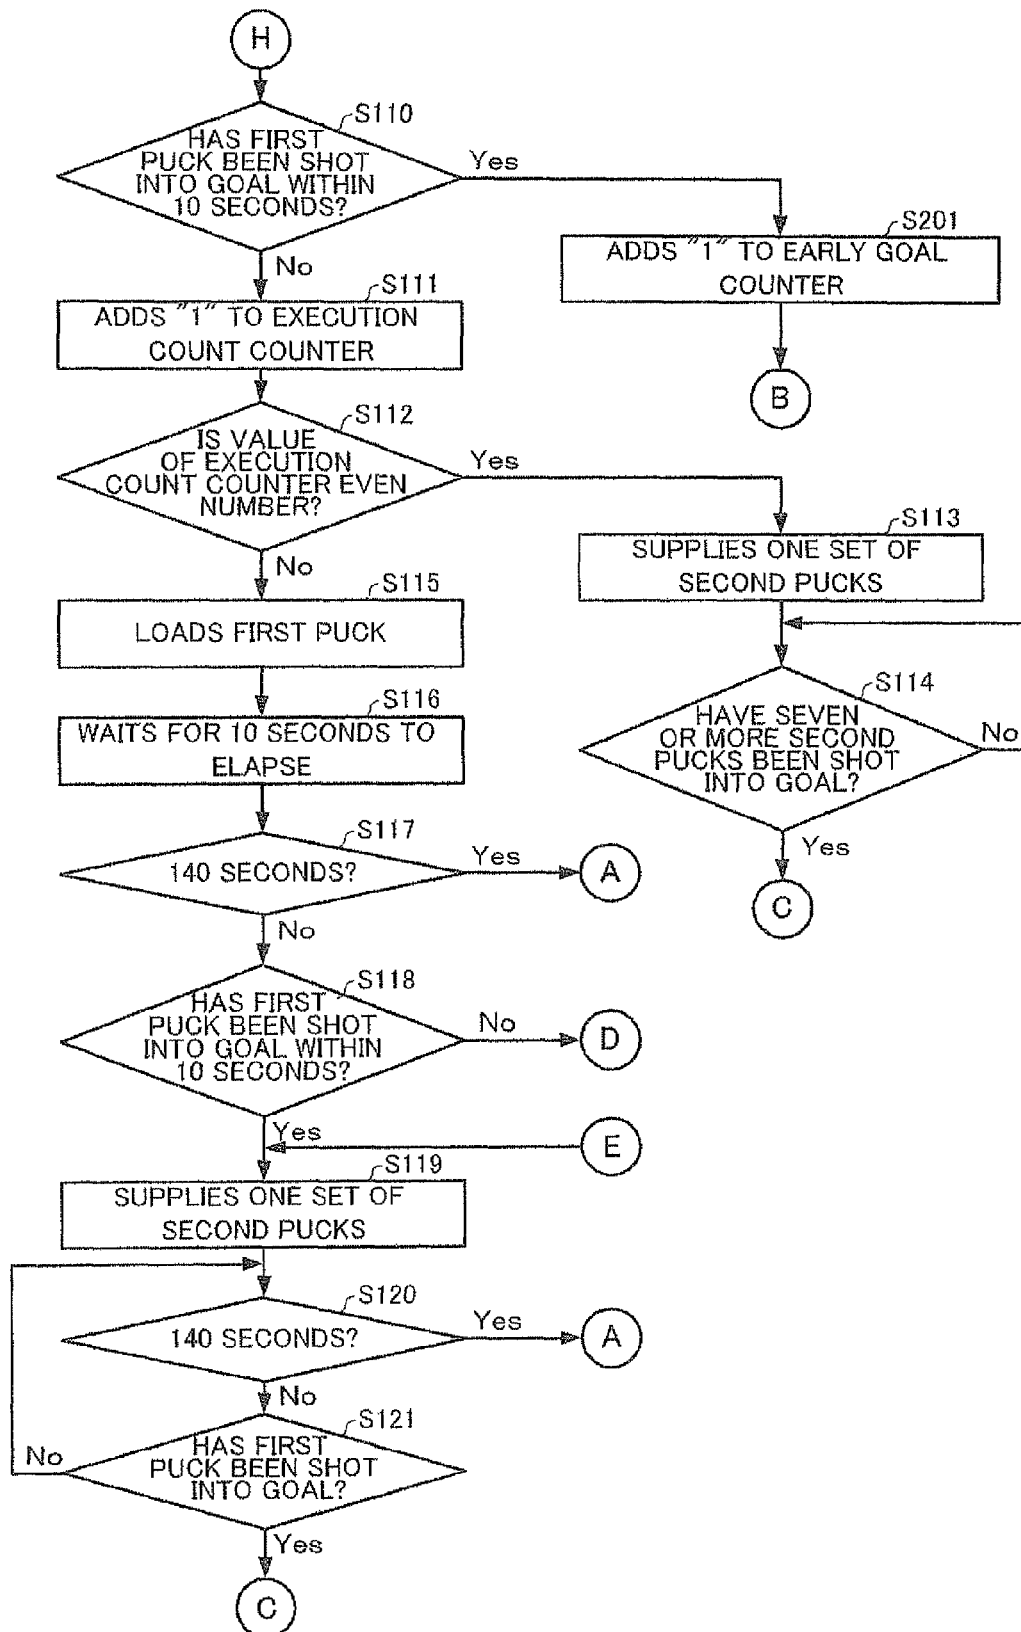 H
S110
HAS FIRST
PUCK BEEN SHOT
INTO GOAL WITHIN
10 SECONDS?
Yes
No
S201
ADDS "1" TO EARLY GOAL
COUNTER
B
S111
ADDS "1" TO EXECUTION
COUNT COUNTER
S112
IS VALUE
OF EXECUTION
COUNT COUNTER EVEN
NUMBER?
Yes
No
S113
SUPPLIES ONE SET OF
SECOND PUCKS
S114
HAVE SEVEN
OR MORE SECOND
PUCKS BEEN SHOT
INTO GOAL?
No
Yes
C
S115
LOADS FIRST PUCK
S116
WAITS FOR 10 SECONDS TO
ELAPSE
S117
140 SECONDS?
Yes
A
No
S118
HAS FIRST
PUCK BEEN SHOT
INTO GOAL WITHIN
10 SECONDS?
No
D
Yes
E
S119
SUPPLIES ONE SET OF
SECOND PUCKS
S120
140 SECONDS?
Yes
A
No
S121
HAS FIRST
PUCK BEEN SHOT
INTO GOAL?
No
Yes
C